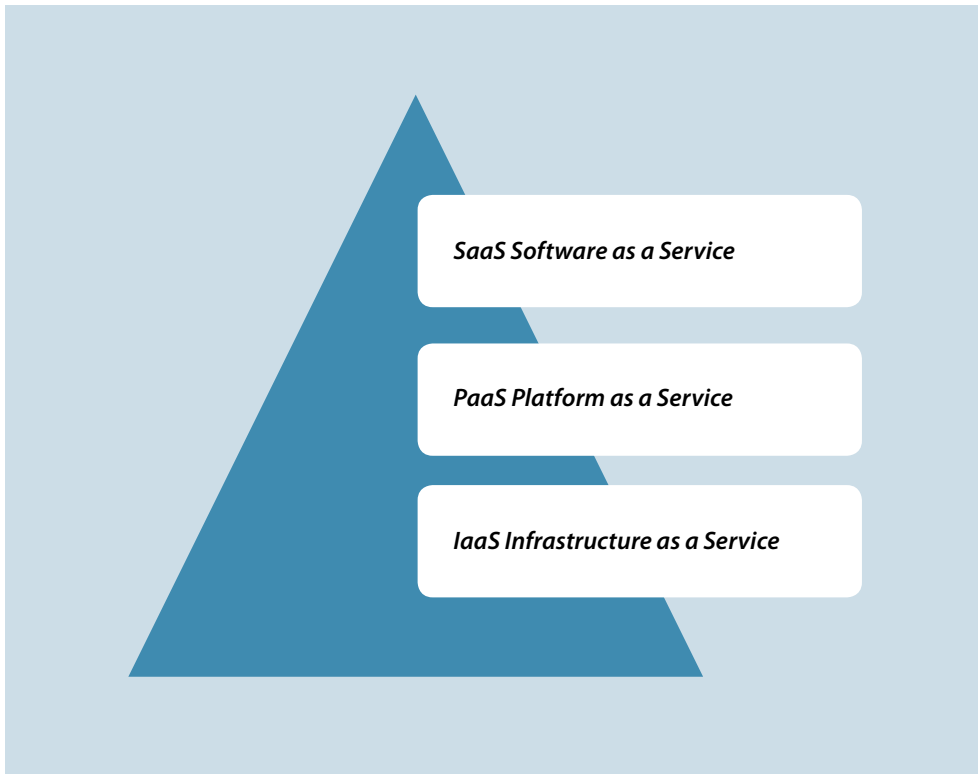 SaaS Software as a Service
PaaS Platform as a Service
IaaS Infrastructure as a Service